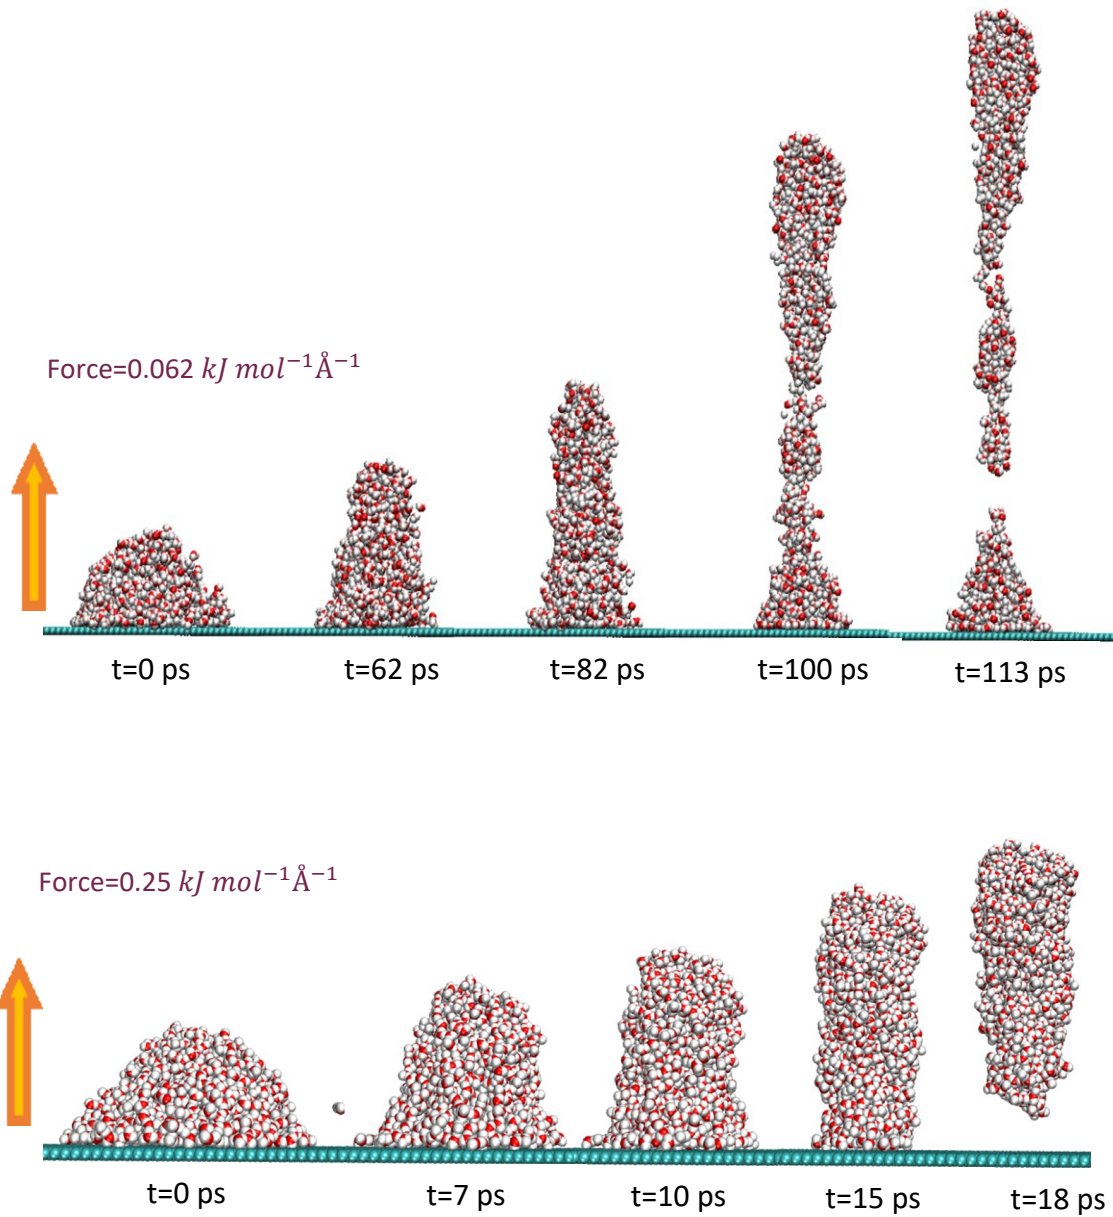 Force=0.062 kJ mol⁻¹Å⁻¹
t=0 ps
t=62 ps
t=82 ps
t=100 ps
t=113 ps
Force=0.25 kJ mol⁻¹Å⁻¹
t=0 ps
t=7 ps
t=10 ps
t=15 ps
t=18 ps